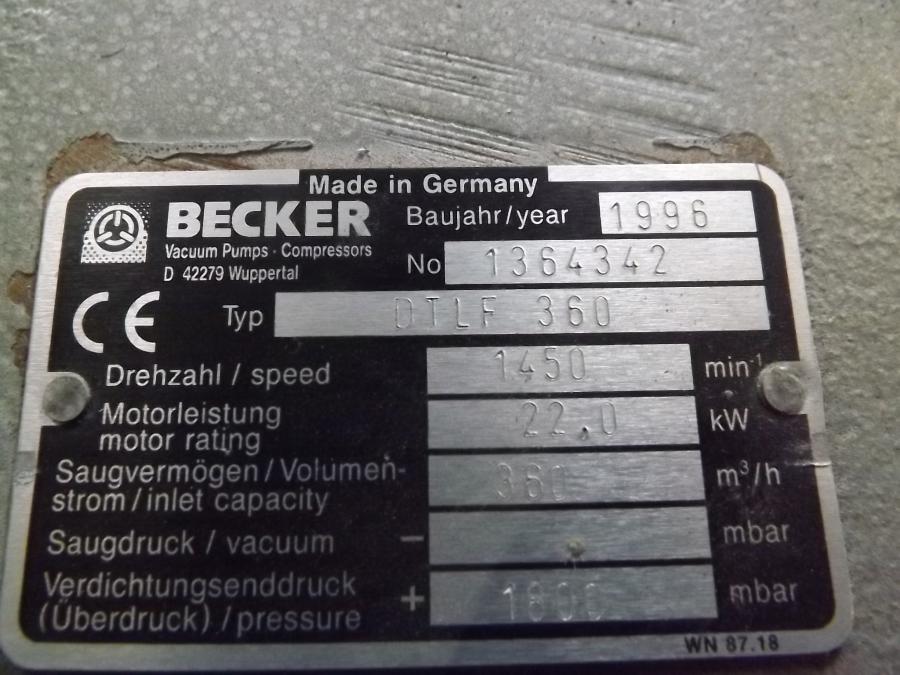 Made in Germany
BECKER
Baujahr/year 1996
Vacuum Pumps · Compressors
D 42279 Wuppertal
No 1364342
CE
Typ DTLF 360
Drehzahl / speed 1450 min-1
Motorleistung
motor rating 22.0 kW
Saugvermögen / Volumen-
strom / inlet capacity 360 m³/h
Saugdruck / vacuum − mbar
Verdichtungsenddruck
(Überdruck) / pressure + 1800 mbar
WN 87.18